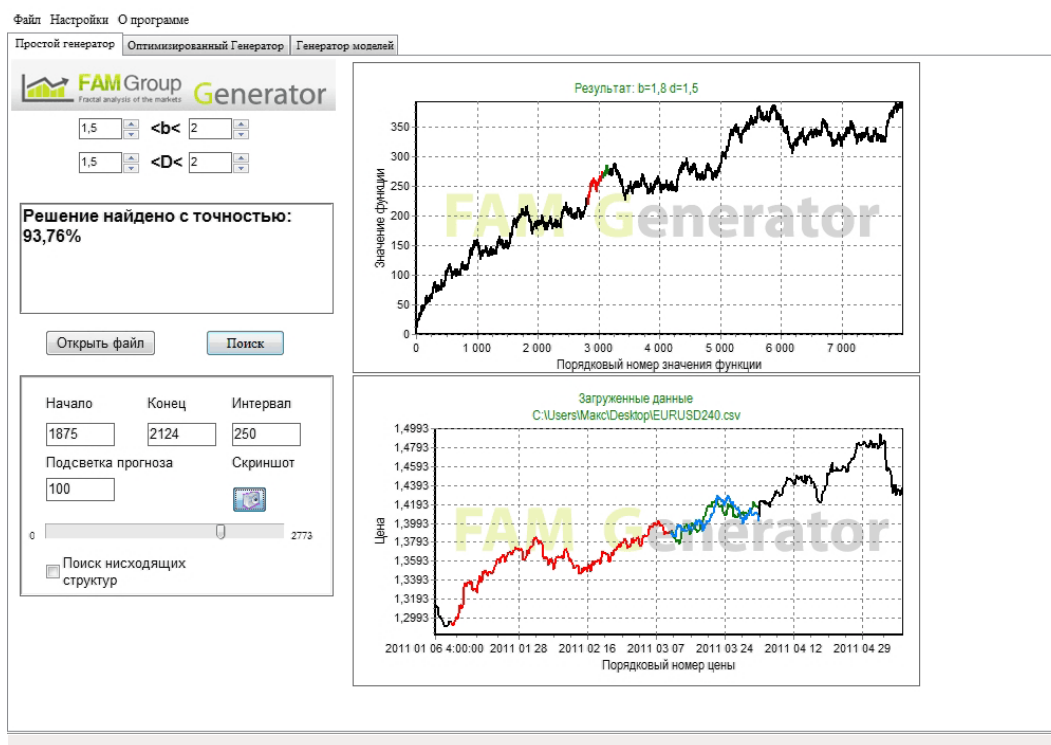 Файл Настройки О программе
Простой генератор Оптимизированный Генератор Генератор моделей
FAM Group Generator
Fractal analysis of the markets
1,5 <b< 2
1,5 <D< 2
Решение найдено с точностью:
93,76%
Открыть файл Поиск
Начало Конец Интервал
1875 2124 250
Подсветка прогноза Скриншот
100
0 2773
Поиск нисходящих
структур
Результат: b=1,8 d=1,5
Значение функции
350
300
250
200
150
100
50
0
FAM Generator
0 1 000 2 000 3 000 4 000 5 000 6 000 7 000
Порядковый номер значения функции
Загруженные данные
C:\Users\Макс\Desktop\EURUSD240.csv
Цена
1,4993
1,4793
1,4593
1,4393
1,4193
1,3993
1,3793
1,3593
1,3393
1,3193
1,2993
FAM Generator
2011 01 06 4:00:00 2011 01 28 2011 02 16 2011 03 07 2011 03 24 2011 04 12 2011 04 29
Порядковый номер цены